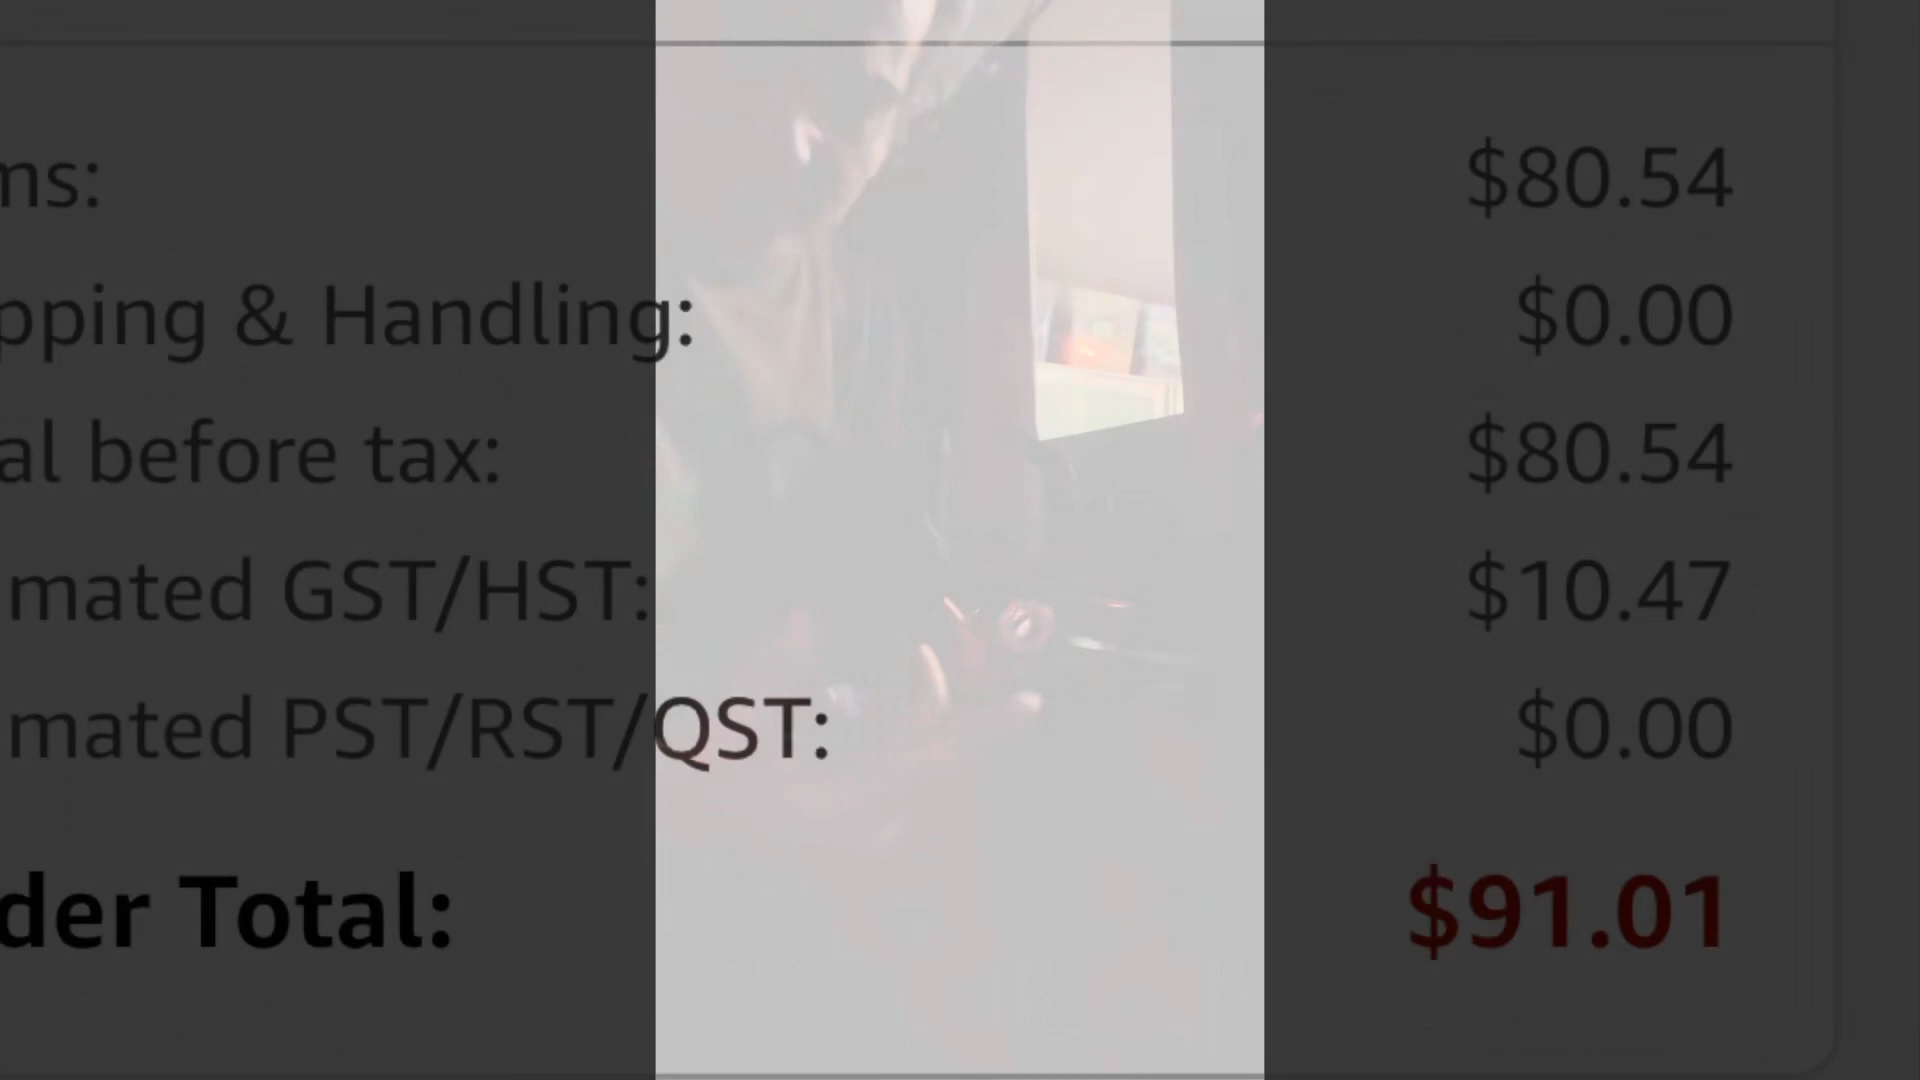 ms: $80.54
pping & Handling: $0.00
al before tax: $80.54
mated GST/HST: $10.47
mated PST/RST/QST: $0.00
der Total: $91.01